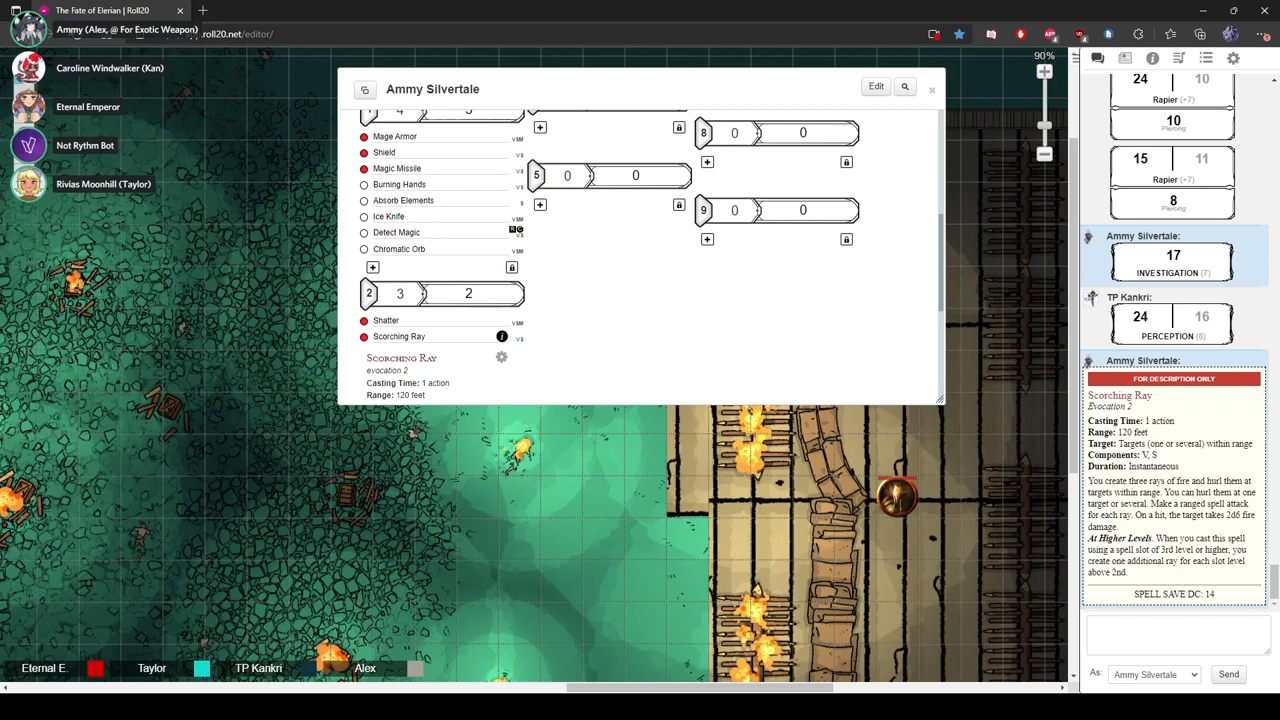 The Fate of Elerian | Roll20
Ammy (Alex, @ For Exotic Weapon)
.roll20.net/editor/
Caroline Windwalker (Kan)
Eternal Emperor
Not Rythm Bot
Rivias Moonhill (Taylor)
90%
Ammy Silvertale
Edit
Mage Armor
VSM
Shield
VS
Magic Missile
VS
Burning Hands
VS
Absorb Elements
S
Ice Knife
VSM
Detect Magic
R C
VS
Chromatic Orb
VSM
2 3 2
Shatter
VSM
Scorching Ray
VS
Scorching Ray
evocation 2
Casting Time: 1 action
Range: 120 feet
5 0 0
8 0 0
9 0 0
24 10
Rapier (+7)
10
Piercing
15 11
Rapier (+7)
8
Piercing
Ammy Silvertale:
17
INVESTIGATION (7)
TP Kankri:
24 16
PERCEPTION (6)
Ammy Silvertale:
FOR DESCRIPTION ONLY
Scorching Ray
Evocation 2
Casting Time: 1 action
Range: 120 feet
Target: Targets (one or several) within range
Components: V, S
Duration: Instantaneous
You create three rays of fire and hurl them at
targets within range. You can hurl them at one
target or several. Make a ranged spell attack
for each ray. On a hit, the target takes 2d6 fire
damage.
At Higher Levels. When you cast this spell
using a spell slot of 3rd level or higher, you
create one additional ray for each slot level
above 2nd.
SPELL SAVE DC: 14
As:
Ammy Silvertale
Send
Eternal E.
Taylor
TP Kankri
Alex